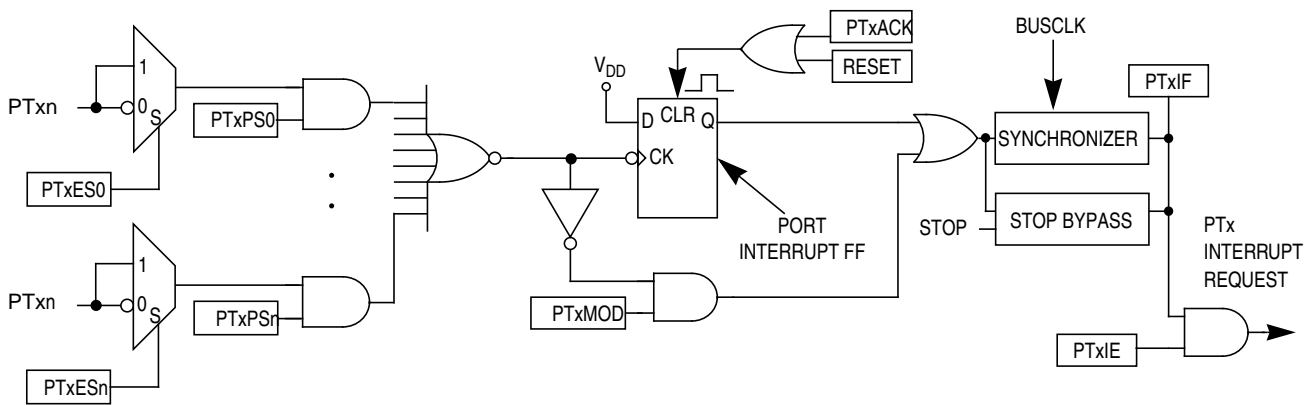 PTxACK
RESET
BUSCLK
VDD
PTxIF
1
PTxn
0
S
PTxPS0
D
CLR
Q
CK
SYNCHRONIZER
PTxES0
STOP
STOP BYPASS
PORT
INTERRUPT FF
PTx
INTERRUPT
REQUEST
1
PTxn
0
S
PTxPSn
PTxMOD
PTxIE
PTxESn